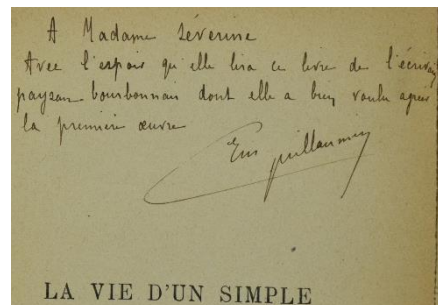 A Madame Séverine
Avec l'espoir qu'elle lira ce livre de l'écrivain
paysan bourbonnais dont elle a bien voulu agréer
la première œuvre
Em Guillaumin
LA VIE D'UN SIMPLE